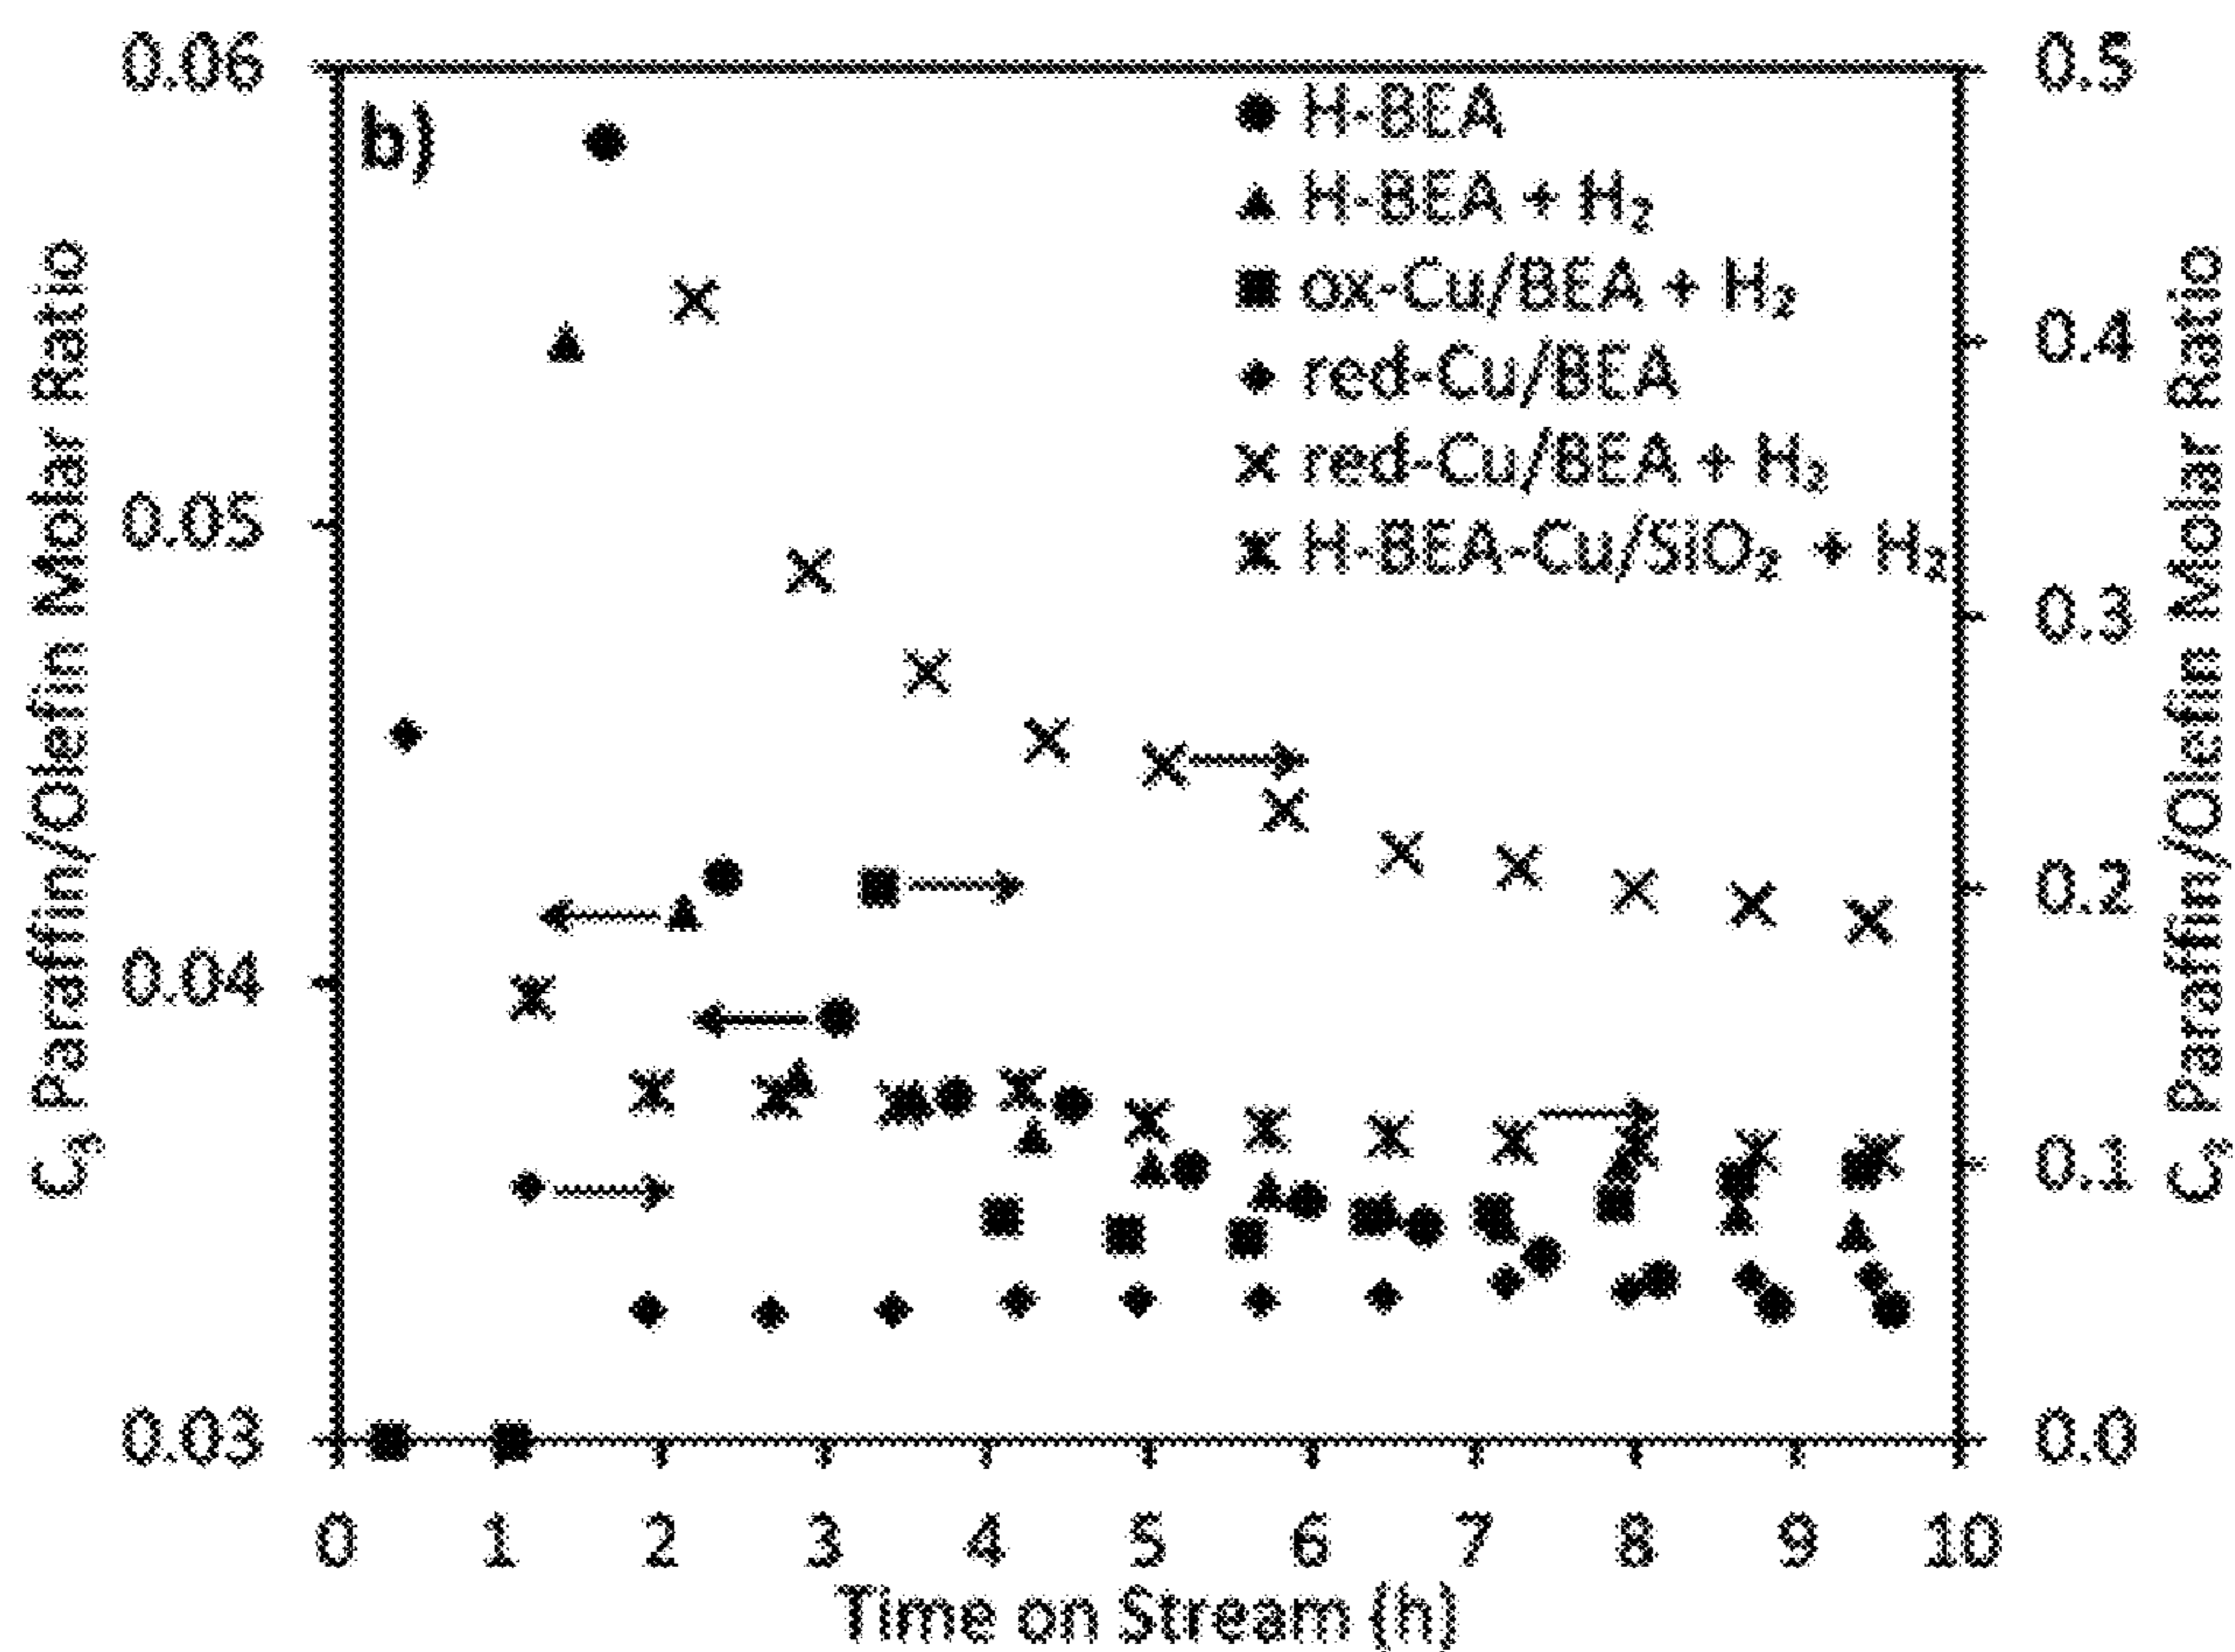 b)
H-BEA
H-BEA + H₂
ox-Cu/BEA + H₂
red-Cu/BEA
red-Cu/BEA + H₂
H-BEA-Cu/SiO₂ + H₂
C₃ Paraffin/Olefin Molar Ratio
0.06
0.05
0.04
0.03
0.5
0.4
0.3
0.2
0.1
0.0
C₃ Paraffin/Olefin Molar Ratio
0 1 2 3 4 5 6 7 8 9 10
Time on Stream (h)